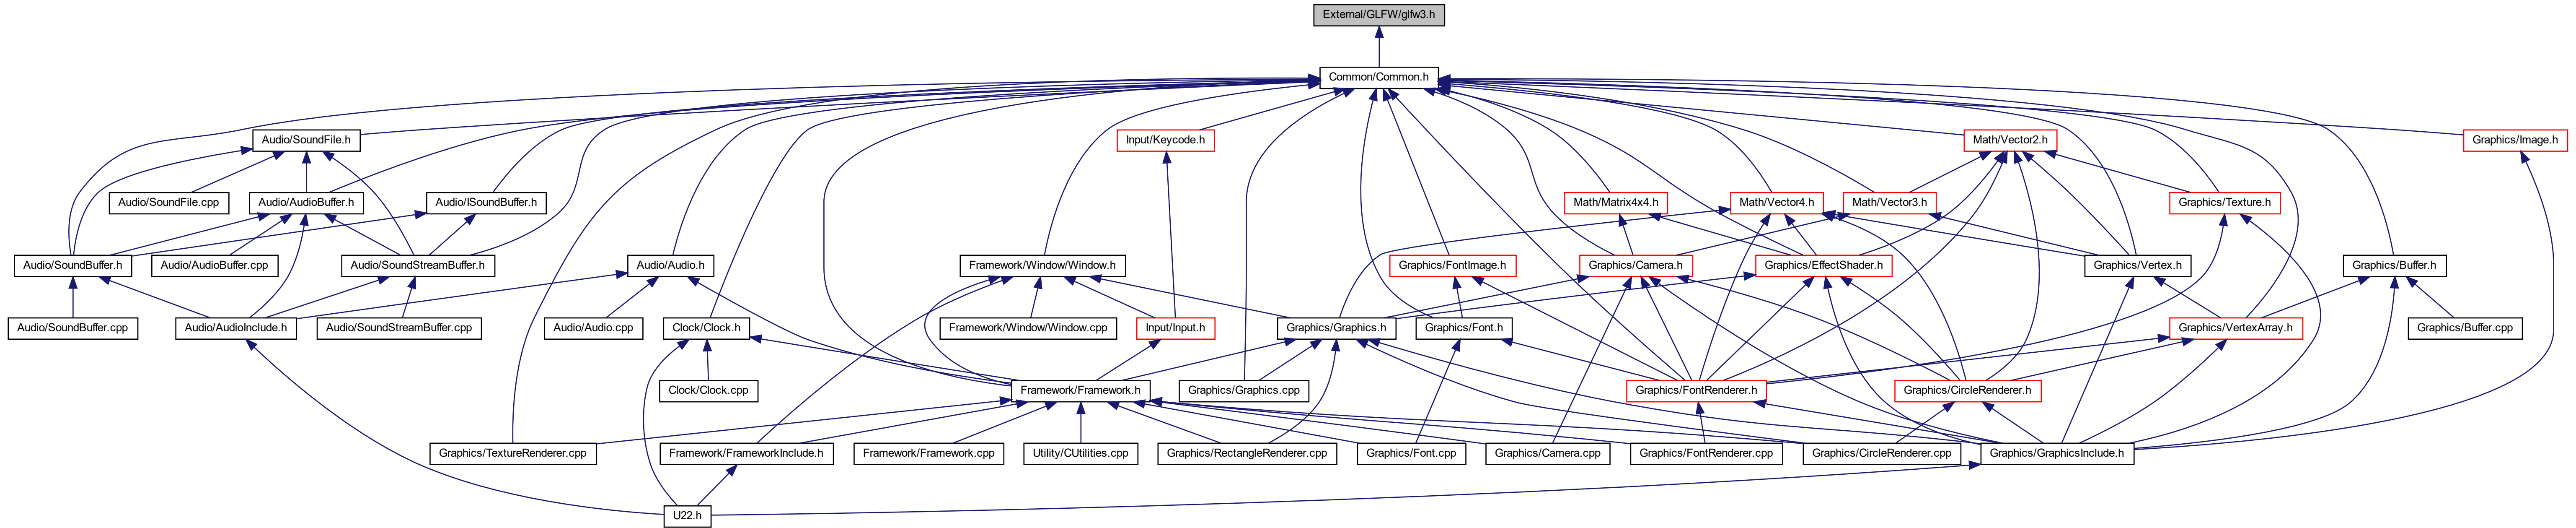 External/GLFW/glfw3.h
Common/Common.h
Audio/SoundFile.h
Input/Keycode.h
Math/Vector2.h
Graphics/Image.h
Audio/SoundFile.cpp
Audio/AudioBuffer.h
Audio/ISoundBuffer.h
Math/Matrix4x4.h
Math/Vector4.h
Math/Vector3.h
Graphics/Texture.h
Audio/SoundBuffer.h
Audio/AudioBuffer.cpp
Audio/SoundStreamBuffer.h
Audio/Audio.h
Framework/Window/Window.h
Graphics/FontImage.h
Graphics/Camera.h
Graphics/EffectShader.h
Graphics/Vertex.h
Graphics/Buffer.h
Audio/SoundBuffer.cpp
Audio/AudioInclude.h
Audio/SoundStreamBuffer.cpp
Audio/Audio.cpp
Clock/Clock.h
Framework/Window/Window.cpp
Input/Input.h
Graphics/Graphics.h
Graphics/Font.h
Graphics/VertexArray.h
Graphics/Buffer.cpp
Clock/Clock.cpp
Framework/Framework.h
Graphics/Graphics.cpp
Graphics/FontRenderer.h
Graphics/CircleRenderer.h
Graphics/TextureRenderer.cpp
Framework/FrameworkInclude.h
Framework/Framework.cpp
Utility/CUtilities.cpp
Graphics/RectangleRenderer.cpp
Graphics/Font.cpp
Graphics/Camera.cpp
Graphics/FontRenderer.cpp
Graphics/CircleRenderer.cpp
Graphics/GraphicsInclude.h
U22.h